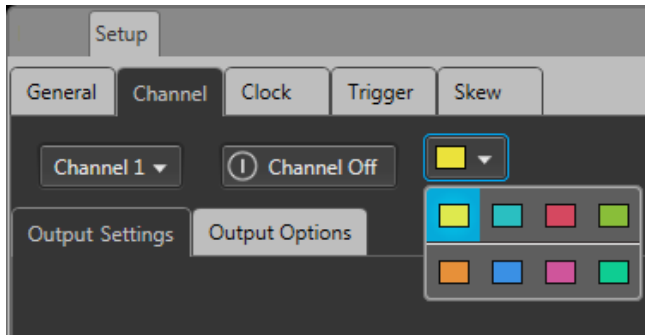 Setup
General Channel Clock Trigger Skew
Channel 1 Channel Off
Output Settings Output Options